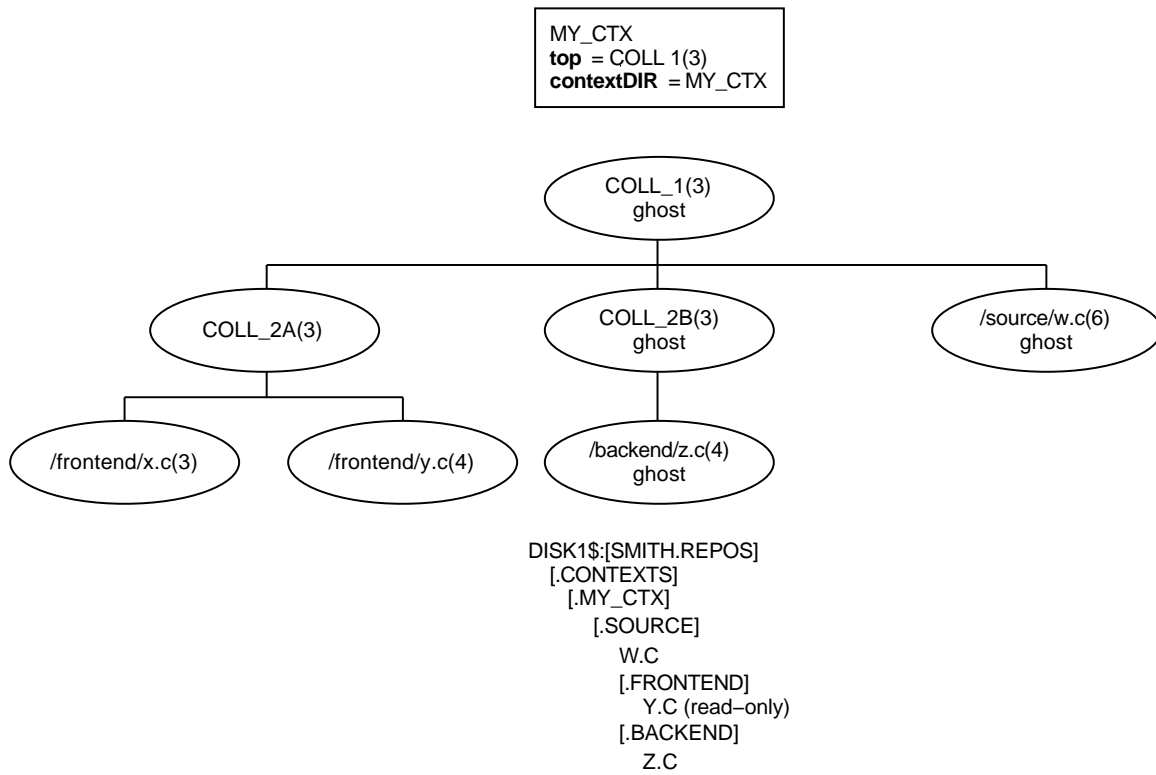 MY_CTX
top = COLL 1(3)
contextDIR = MY_CTX
COLL_1(3)
ghost
COLL_2A(3)
COLL_2B(3)
ghost
/source/w.c(6)
ghost
/frontend/x.c(3)
/frontend/y.c(4)
/backend/z.c(4)
ghost
DISK1$:[SMITH.REPOS]
[.CONTEXTS]
[.MY_CTX]
[.SOURCE]
W.C
[.FRONTEND]
Y.C (read−only)
[.BACKEND]
Z.C